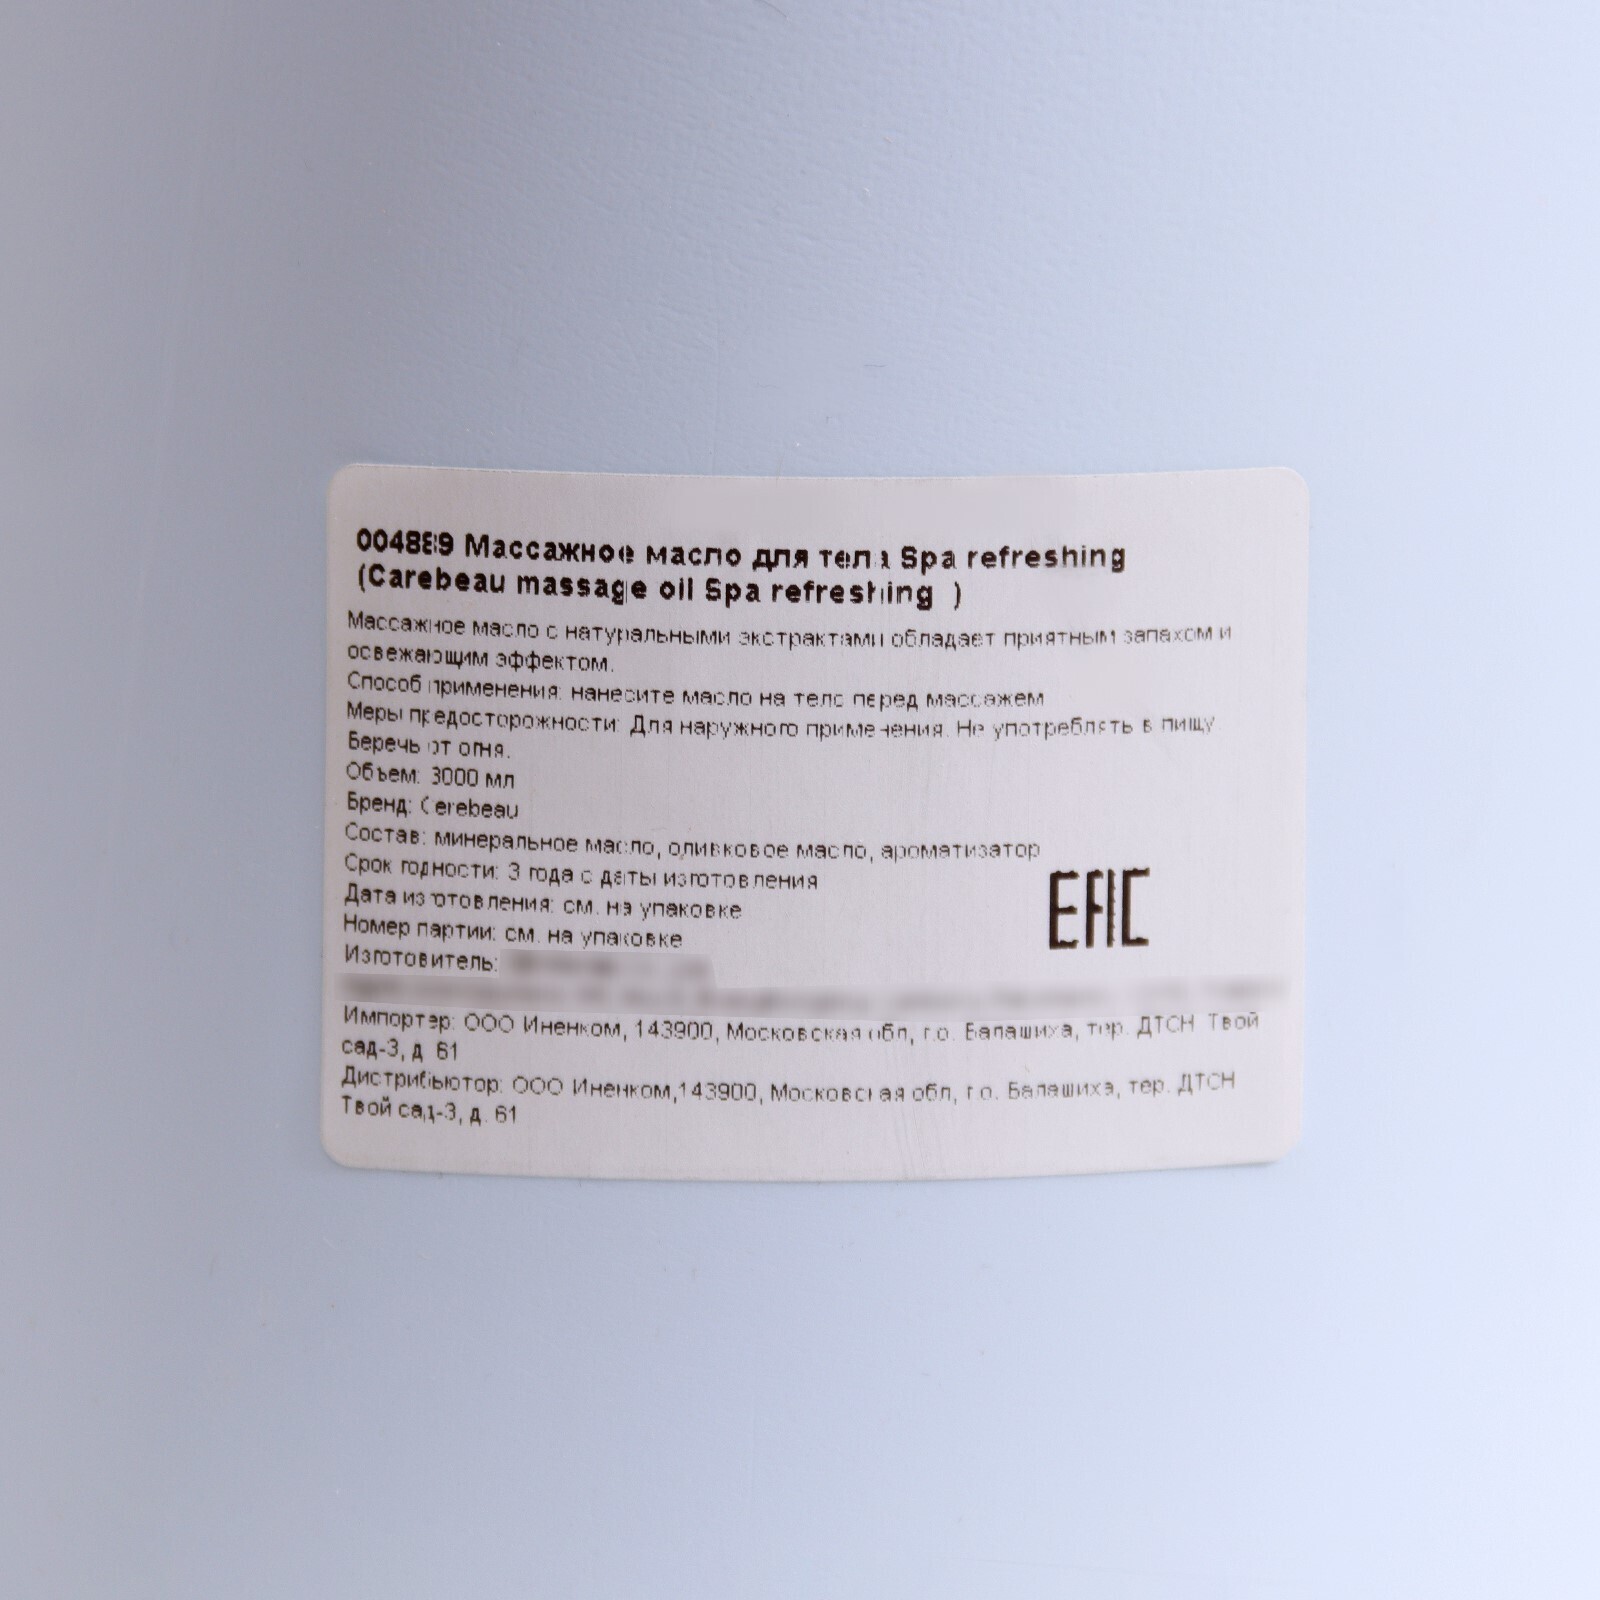 004889 Массажное масло для тела Spa refreshing
(Carebeau massage oil Spa refreshing )
Массажное масло с натуральными экстрактами обладает приятным запахом и
освежающим эффектом.
Способ применения: нанесите масло на тело перед массажем
Меры предосторожности: Для наружного применения. Не употреблять в пищу.
Беречь от огня.
Объем: 3000 мл
Бренд: Cerebeau
Состав: минеральное масло, оливковое масло, ароматизатор
Срок годности: 3 года с даты изготовления
Дата изготовления: см. на упаковке
EAC
Номер партии: см. на упаковке
Изготовитель:
Импортер: ООО Иненком, 143900, Московская обл, г.о. Балашиха, тер. ДТСН Твой
сад-3, д. 61
Дистрибьютор: ООО Иненком,143900, Московская обл, г.о. Балашиха, тер. ДТСН
Твой сад-3, д. 61